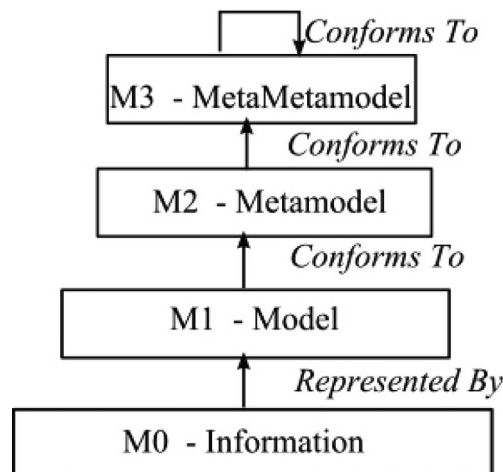 Conforms To
M3 - MetaMetamodel
Conforms To
M2 - Metamodel
Conforms To
M1 - Model
Represented By
M0 - Information